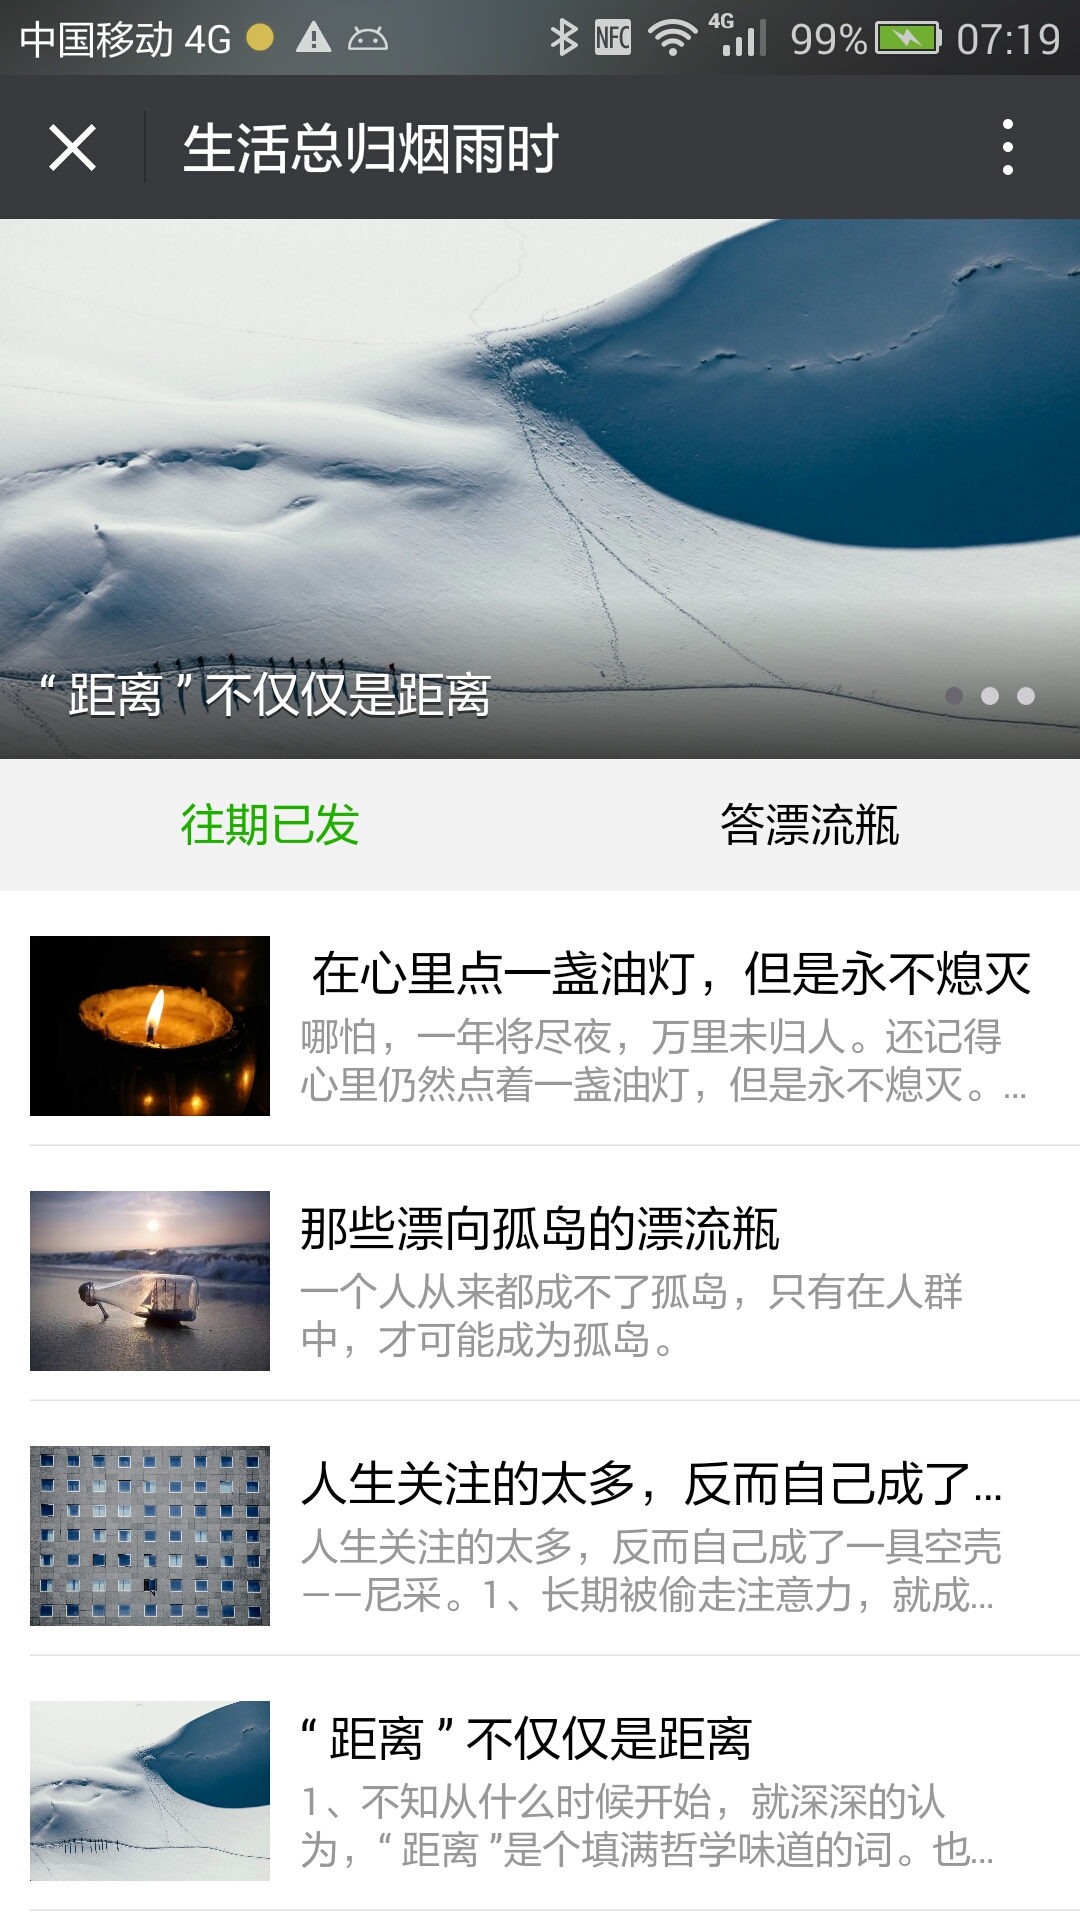 中国移动 4G
NFC
4G
99%
07:19
生活总归烟雨时
“距离”不仅仅是距离
往期已发
答漂流瓶
在心里点一盏油灯，但是永不熄灭
哪怕，一年将尽夜，万里未归人。还记得
心里仍然点着一盏油灯，但是永不熄灭。...
那些漂向孤岛的漂流瓶
一个人从来都成不了孤岛，只有在人群
中，才可能成为孤岛。
人生关注的太多，反而自己成了...
人生关注的太多，反而自己成了一具空壳
——尼采。1、长期被偷走注意力，就成...
“距离”不仅仅是距离
1、不知从什么时候开始，就深深的认
为，“距离”是个填满哲学味道的词。也...